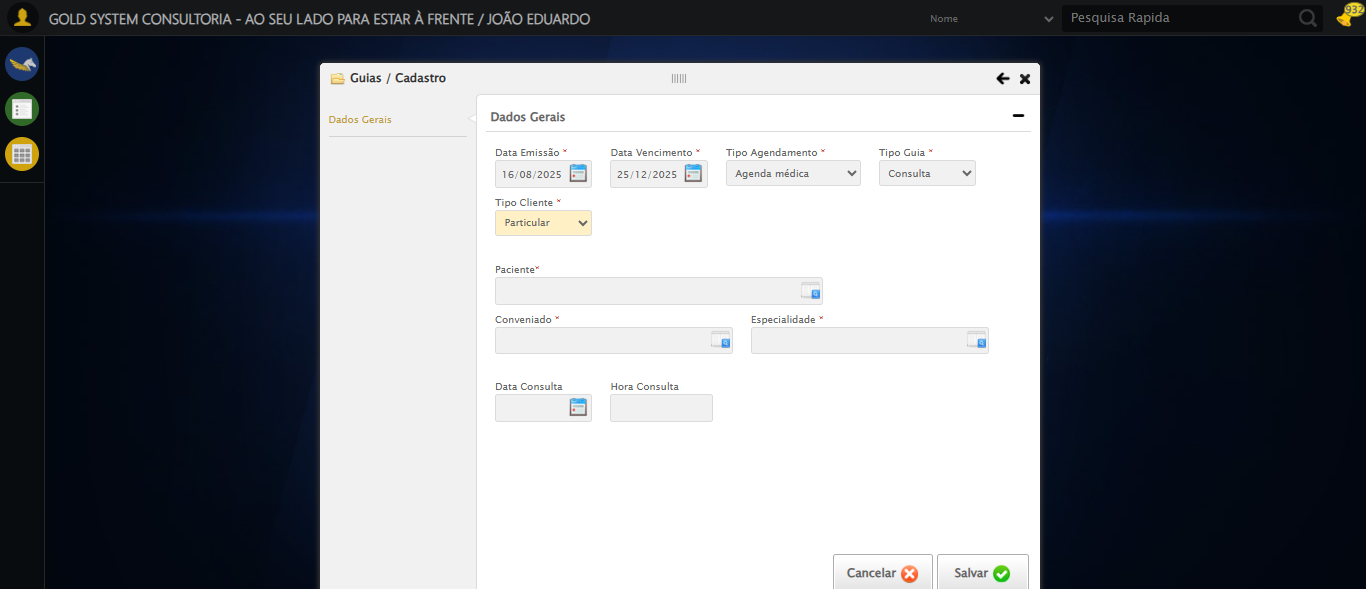 GOLD SYSTEM CONSULTORIA - AO SEU LADO PARA ESTAR À FRENTE / JOÃO EDUARDO
Nome
Pesquisa Rapida
932
Guias / Cadastro
Dados Gerais
Dados Gerais
Data Emissão * Data Vencimento * Tipo Agendamento * Tipo Guia *
16/08/2025 25/12/2025 Agenda médica Consulta
Tipo Cliente *
Particular
Paciente*
Conveniado * Especialidade *
Data Consulta Hora Consulta
Cancelar Salvar